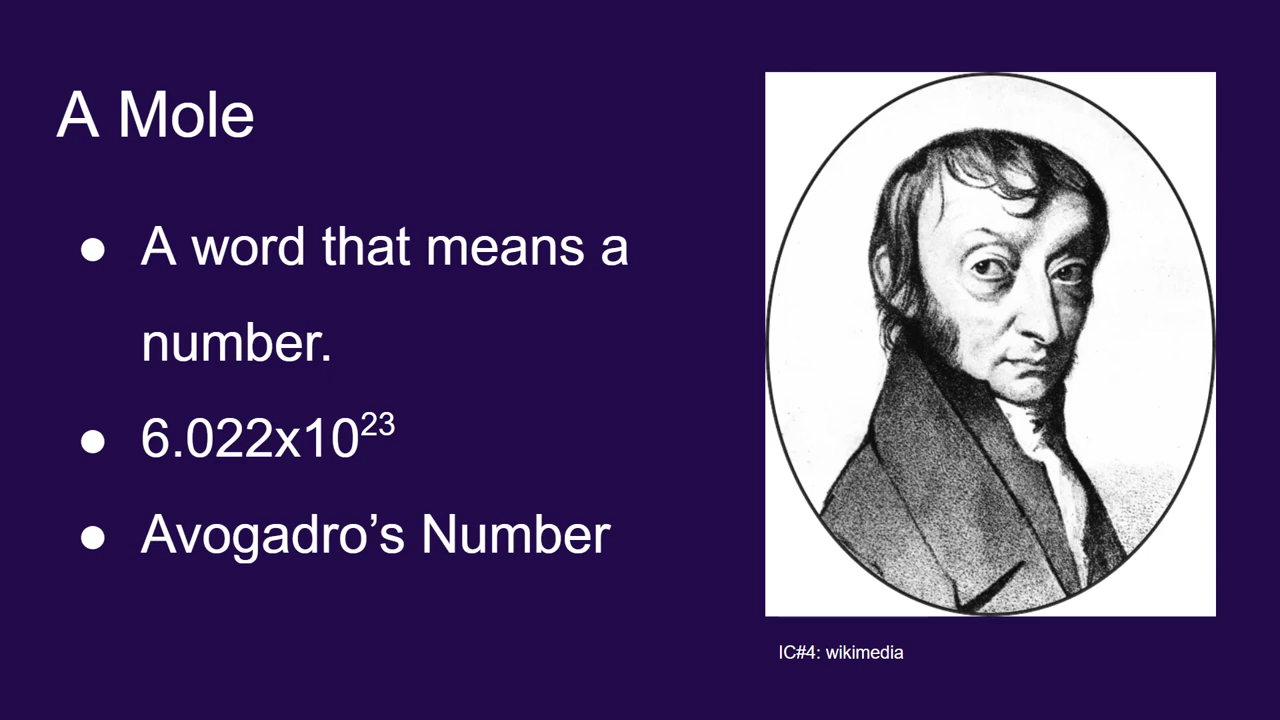 A Mole
● A word that means a
number.
● 6.022x10²³
● Avogadro’s Number
IC#4: wikimedia